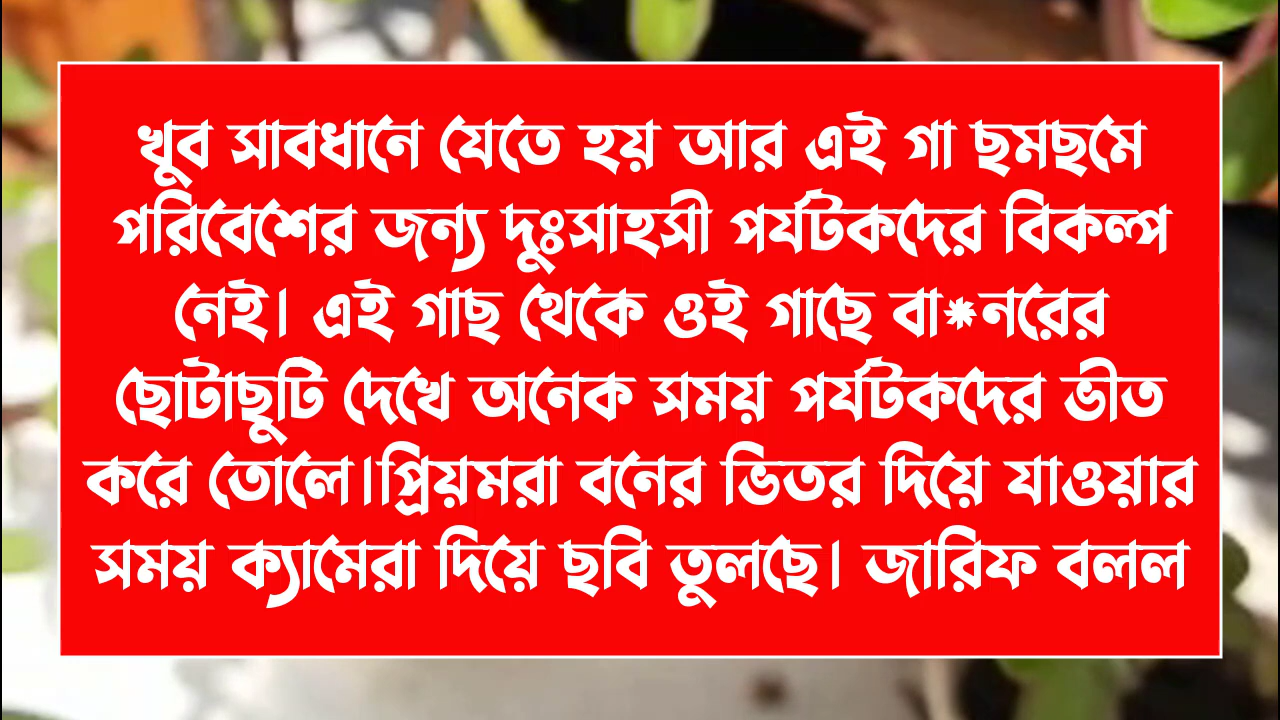 খুব সাবধানে যেতে হয় আর এই গা ছমছমে
পরিবেশের জন্য দুঃসাহসী পর্যটকদের বিকল্প
নেই। এই গাছ থেকে ওই গাছে বা*নরের
ছোটাছুটি দেখে অনেক সময় পর্যটকদের ভীত
করে তোলে।প্রিয়মরা বনের ভিতর দিয়ে যাওয়ার
সময় ক্যামেরা দিয়ে ছবি তুলছে। জারিফ বলল